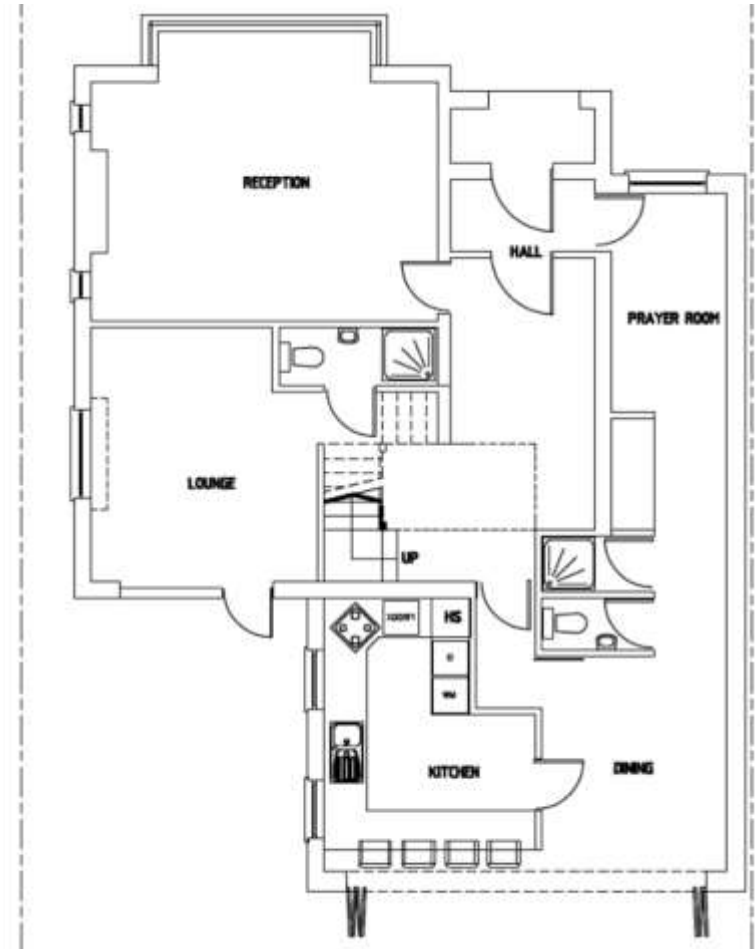 RECEPTION
HALL
PRAYER ROOM
LOUNGE
UP
HS
KITCHEN
DINING